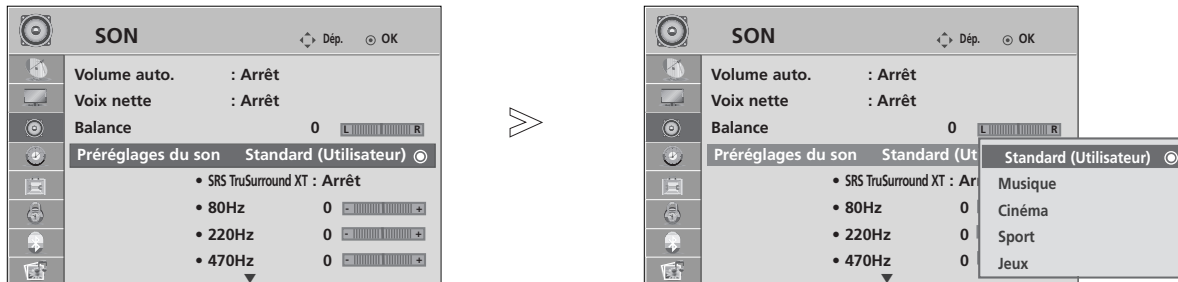 SON Dép. OK
Volume auto. : Arrêt
Voix nette : Arrêt
Balance 0 L R
Préréglages du son Standard (Utilisateur)
• SRS TruSurround XT : Arrêt
• 80Hz 0 - +
• 220Hz 0 - +
• 470Hz 0 - +
>
SON Dép. OK
Volume auto. : Arrêt
Voix nette : Arrêt
Balance 0 L R
Préréglages du son Standard (Ut
• SRS TruSurround XT : Ar
• 80Hz 0
• 220Hz 0
• 470Hz 0
Standard (Utilisateur)
Musique
Cinéma
Sport
Jeux